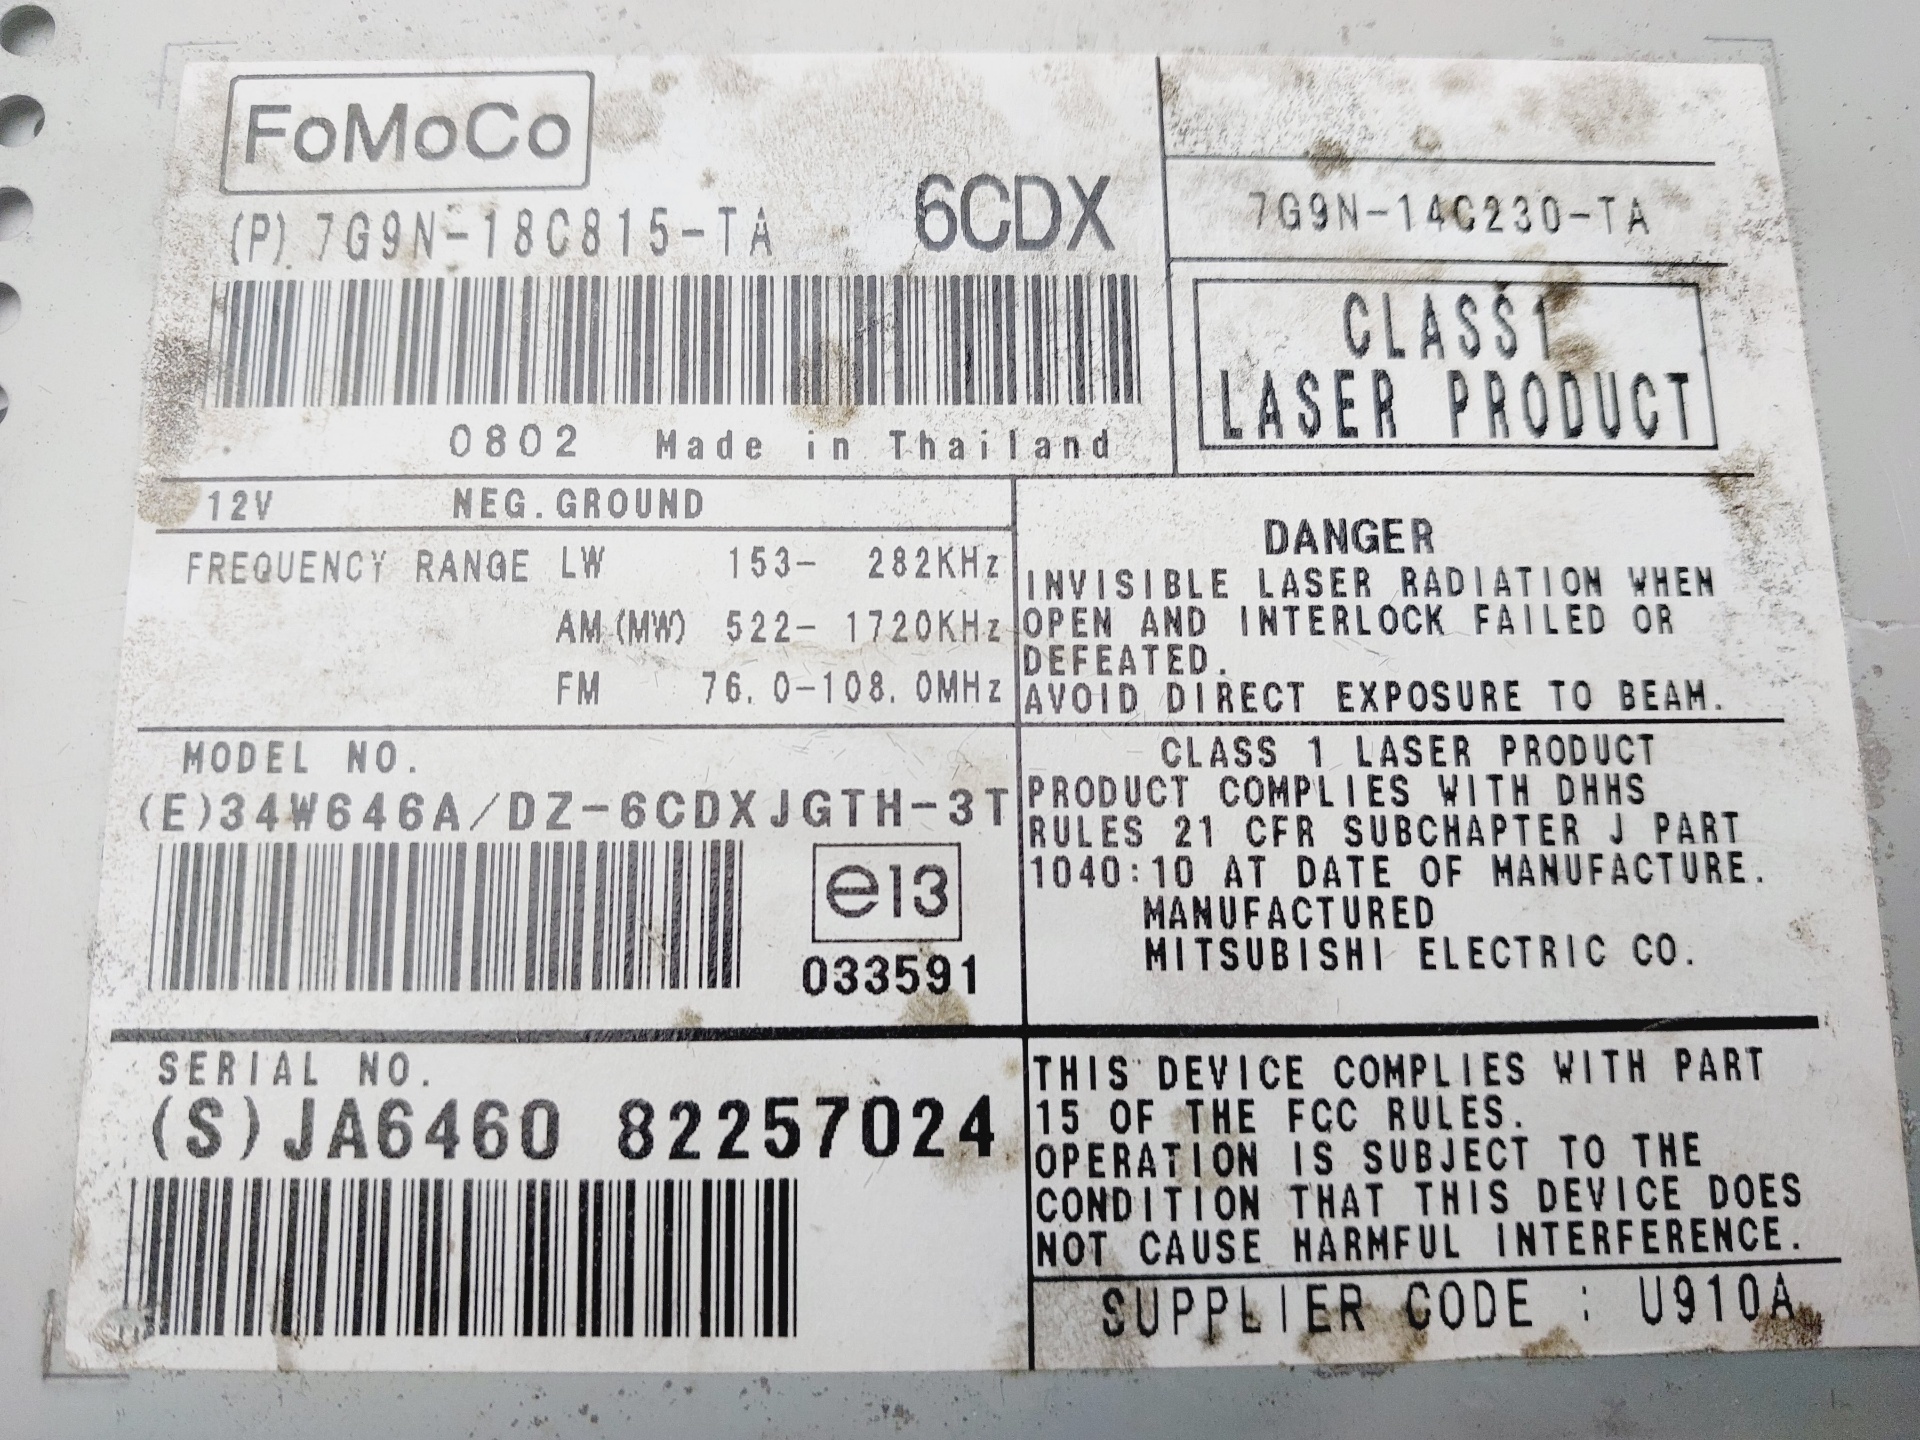 FoMoCo
(P) 7G9N-18C815-TA 6CDX
0802 Made in Thailand
7G9N-14C230-TA
CLASS1
LASER PRODUCT
12V NEG.GROUND
FREQUENCY RANGE LW 153- 282KHz
AM(MW) 522- 1720KHz
FM 76.0-108.0MHz
DANGER
INVISIBLE LASER RADIATION WHEN
OPEN AND INTERLOCK FAILED OR
DEFEATED.
AVOID DIRECT EXPOSURE TO BEAM.
MODEL NO.
(E)34W646A/DZ-6CDXJGTH-3T
e13
033591
CLASS 1 LASER PRODUCT
PRODUCT COMPLIES WITH DHHS
RULES 21 CFR SUBCHAPTER J PART
1040:10 AT DATE OF MANUFACTURE.
MANUFACTURED
MITSUBISHI ELECTRIC CO.
SERIAL NO.
(S)JA6460 82257024
THIS DEVICE COMPLIES WITH PART
15 OF THE FCC RULES.
OPERATION IS SUBJECT TO THE
CONDITION THAT THIS DEVICE DOES
NOT CAUSE HARMFUL INTERFERENCE.
SUPPLIER CODE : U910A